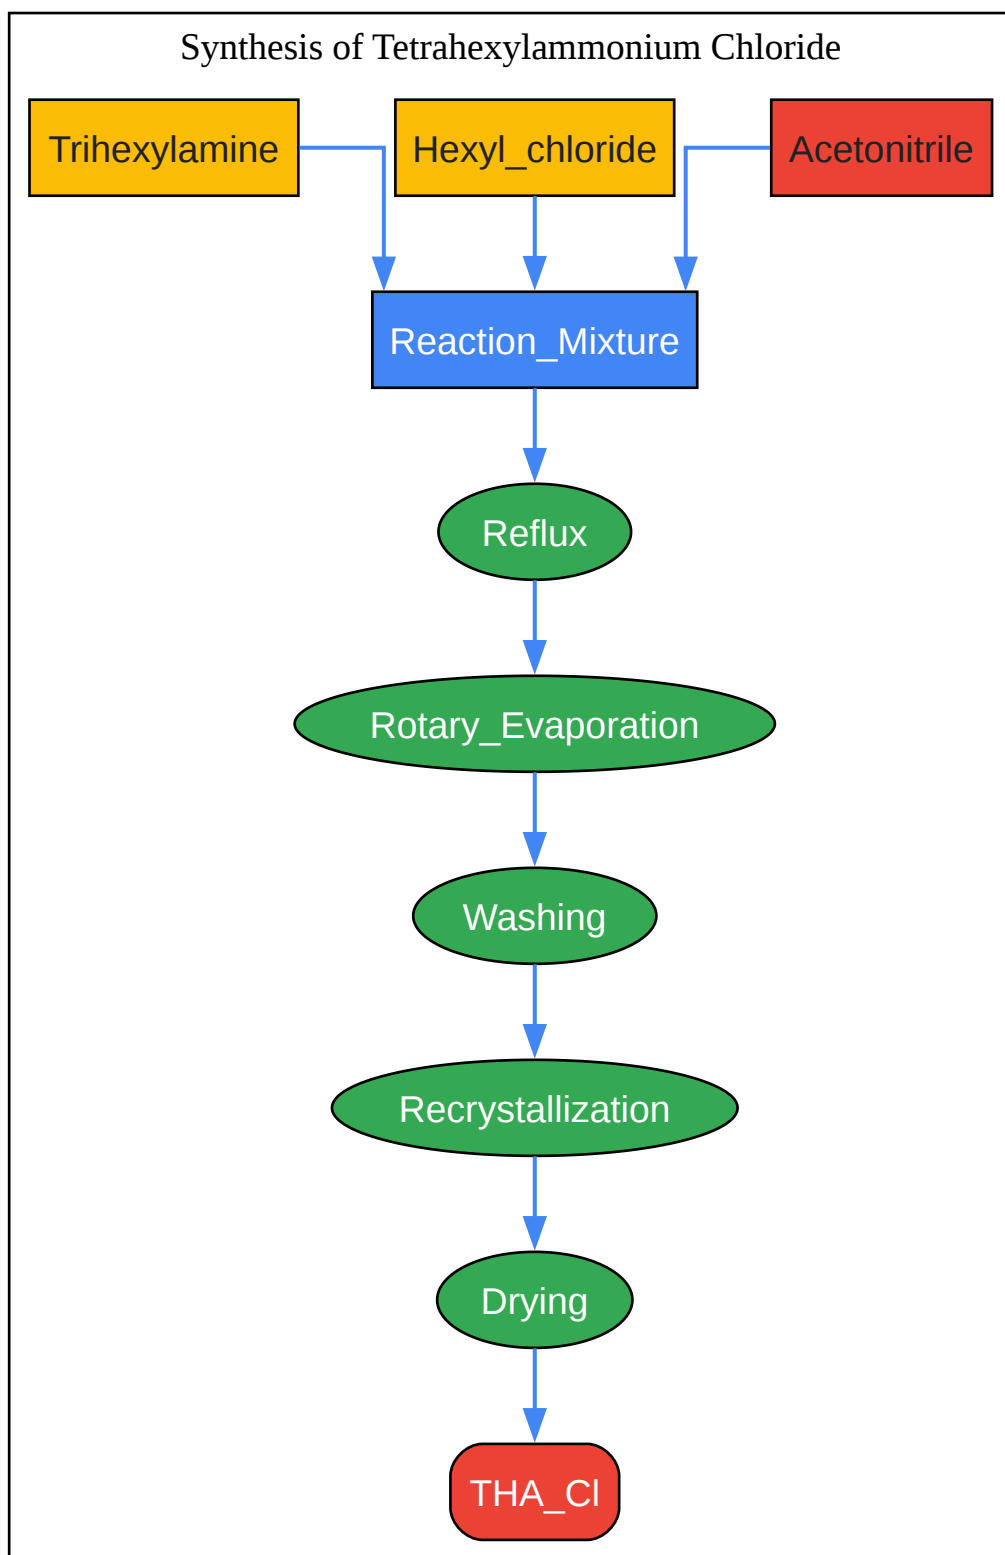 Synthesis of Tetrahexylammonium Chloride
Trihexylamine
Hexyl_chloride
Acetonitrile
Reaction_Mixture
Reflux
Rotary_Evaporation
Washing
Recrystallization
Drying
THA_Cl